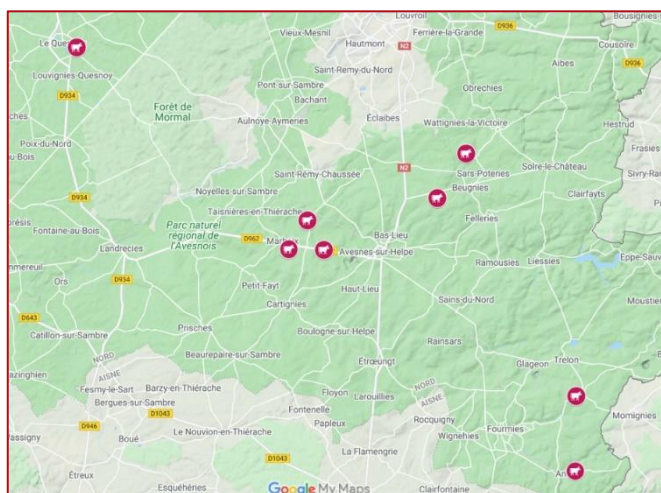 Louvroil
Bousignies-
Vieux-Mesnil
Ferrière-la-Grande
D936
Le Que
Hautmont
N2
Cousolre
Louvignies-Quesnoy
Saint-Remy-du-Nord
Aibes
D936
Pont-sur-Sambre
Obrechies
D934
Bachant
Forêt de
Mormal
Éclaibes
Wattignies-la-Victoire
Hestrud
Aulnoye-Aymeries
Poix-du-Nord
Frasies
au-Bois
Saint-Rémy-Chaussée
N2
Sars Poteries
Solre-le-Château
Sivry-Ran
Beugnies
Noyelles-sur-Sambre
Clairfayts
D934
Taisnières-en-Thiérache
Felleries
Fontaine-au-Bois
Parc naturel
régional de
l'Avesnois
D962
Bas-Lieu
Landrecies
Avesnes-sur-Helpe
Ramousies
Liessies
Eppe-Sauv
Ors
D934
Petit-Fayt
Haut-Lieu
Cartignies
Sains-du-Nord
Moustier
D643
Prisches
Boulogne-sur-Helpe
Catillon-sur-Sambre
Rainsars
Beaurepaire-sur-Sambre
Étrœungt
NORD
AISNE
Glageon
Trelon
Fesmy-le-Sart
Barzy-en-Thiérache
NORD
AISNE
Bergues-sur-Sambre
Floyon
Larouillies
D1043
Fontenelle
Rocquigny
Momignies
D946
Papleux
Fourmies
Boué
Le Nouvion-en-Thiérache
Wignehies
La Flamengrie
D1043
An
Étreux
Esquéhéries
Google My Maps
Clairfontaine